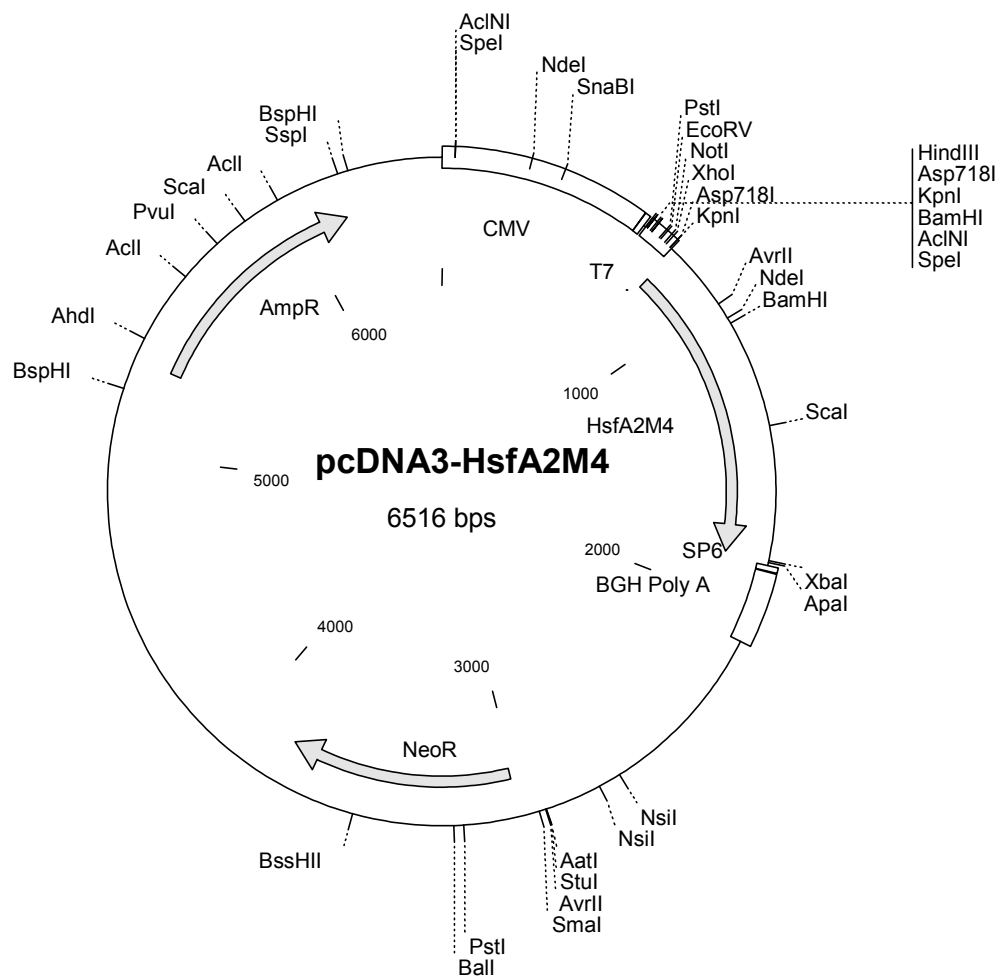 AclNI
SpeI
NdeI
SnaBI
BspHI
SspI
PstI
EcoRV
NotI
XhoI
Asp718I
KpnI
HindIII
Asp718I
KpnI
BamHI
AclNI
SpeI
AclI
ScaI
PvuI
AclI
AhdI
BspHI
CMV
T7
AvrII
NdeI
BamHI
AmpR
6000
1000
HsfA2M4
ScaI
pcDNA3-HsfA2M4
5000
6516 bps
2000
SP6
BGH Poly A
XbaI
ApaI
4000
3000
NeoR
NsiI
NsiI
BssHII
AatI
StuI
AvrII
SmaI
PstI
BalI